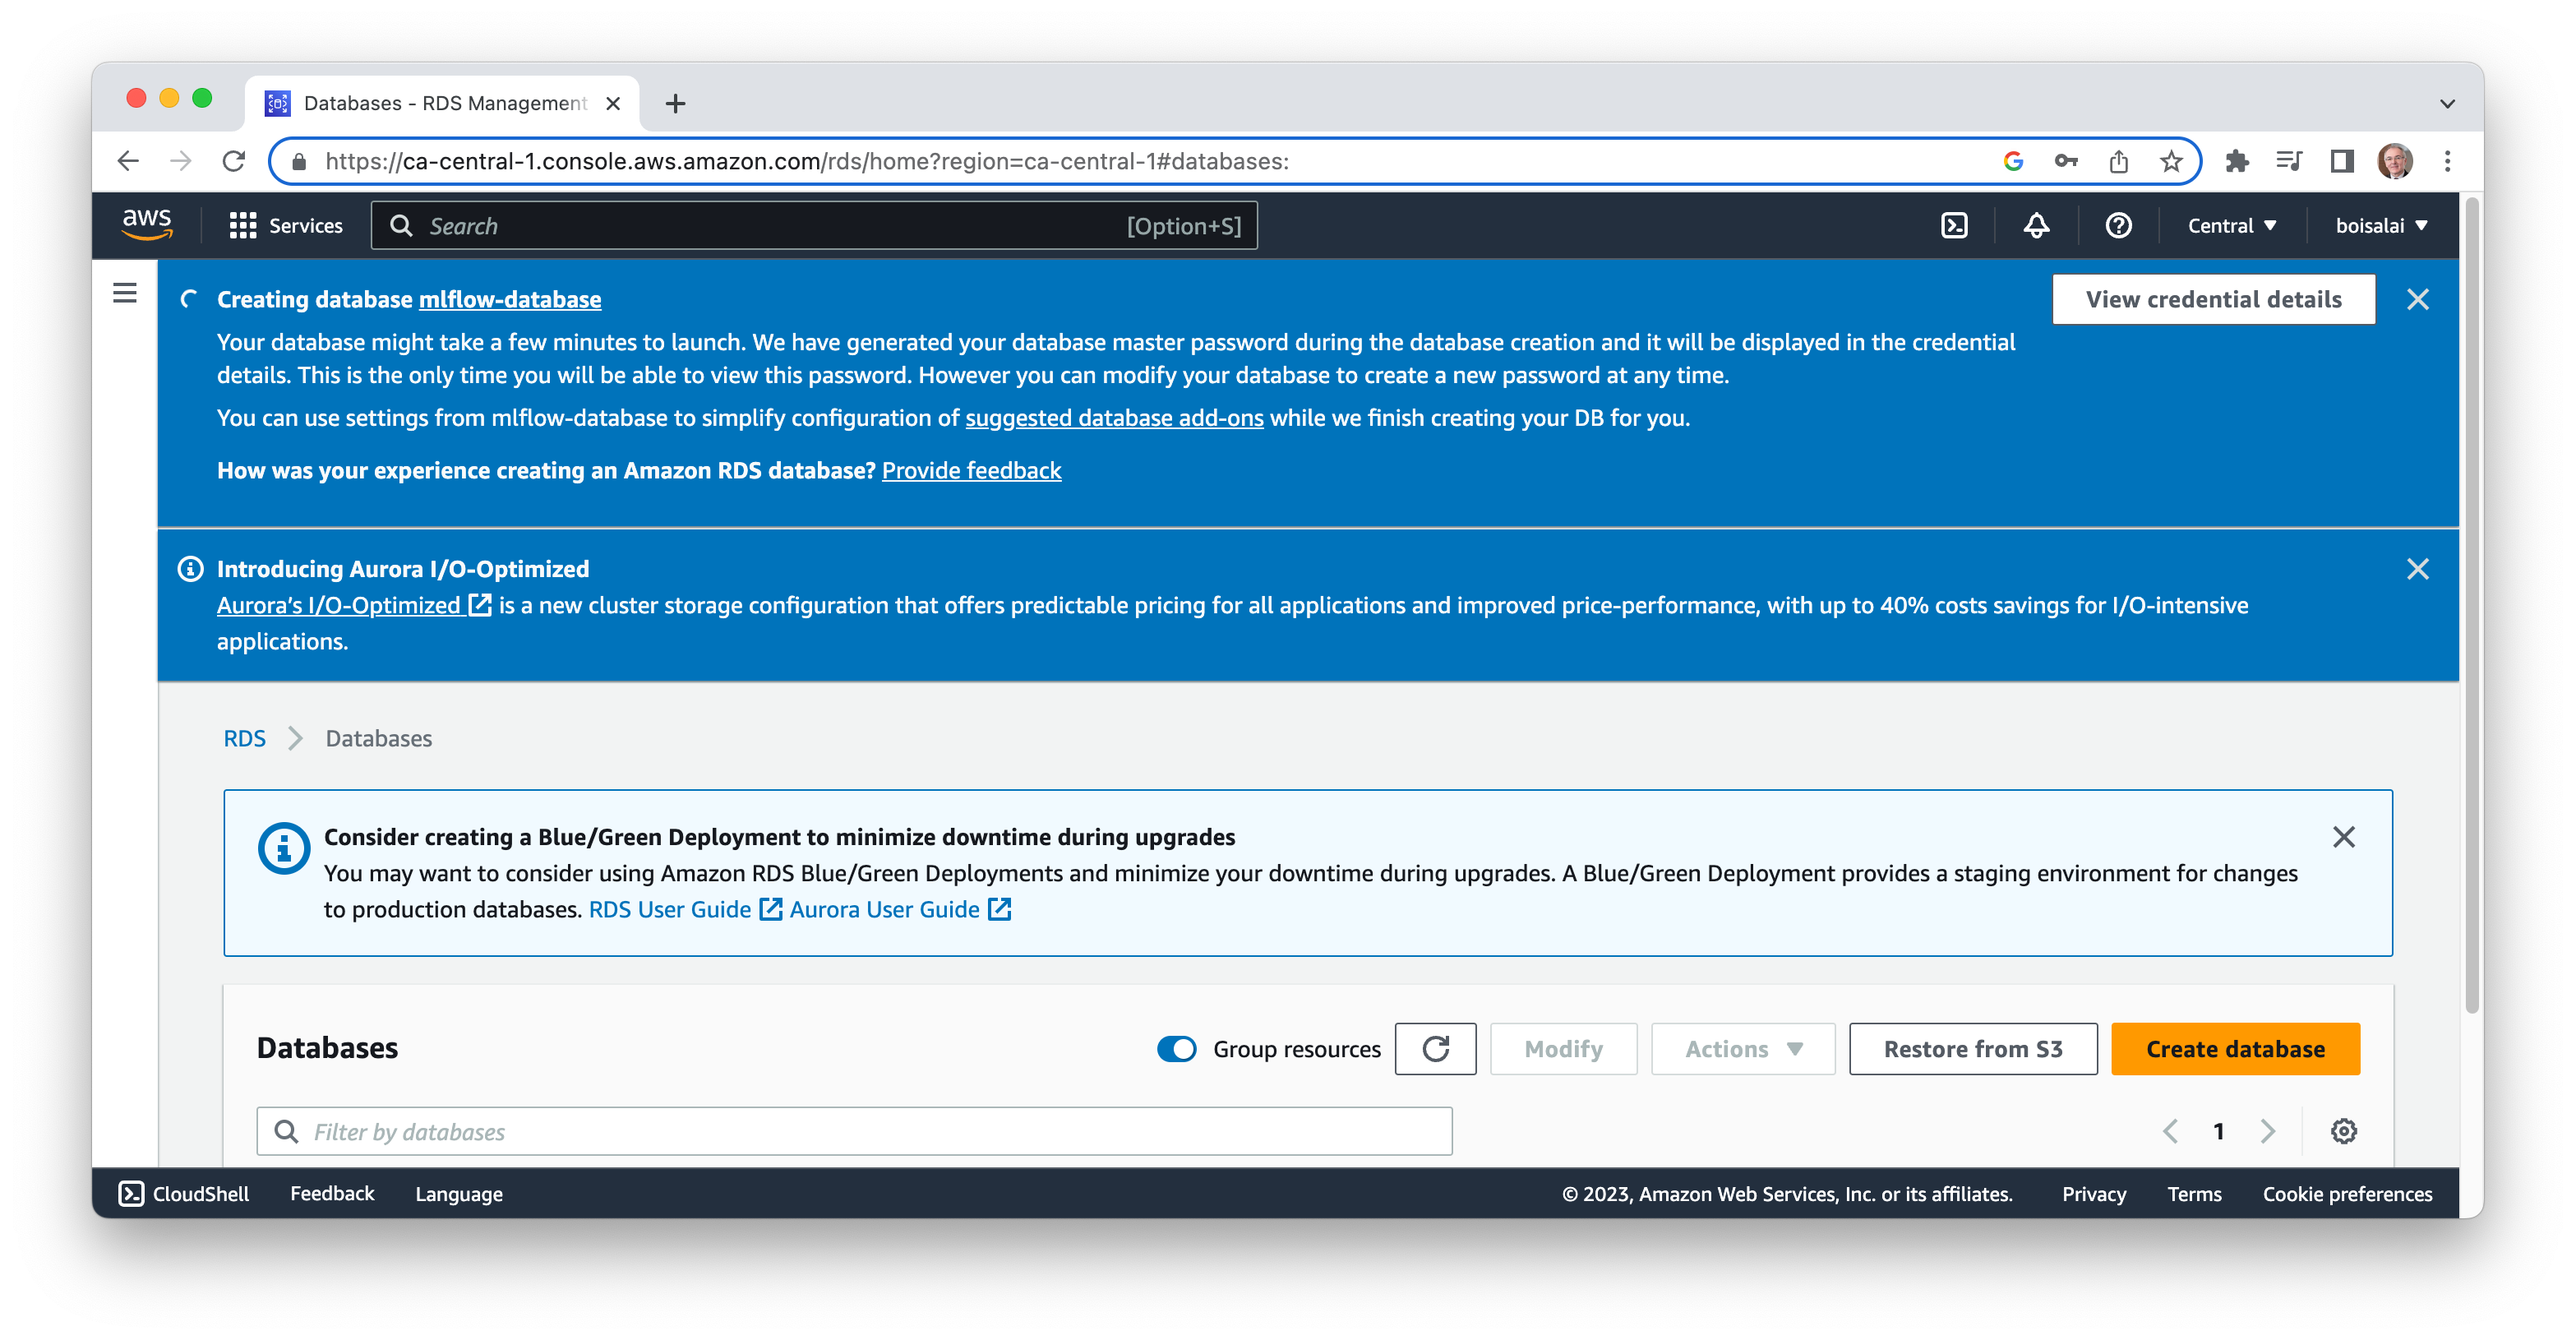 Databases - RDS Management
https://ca-central-1.console.aws.amazon.com/rds/home?region=ca-central-1#databases:
aws
Services
Search
[Option+S]
Central
boisalai
Creating database mlflow-database
View credential details
Your database might take a few minutes to launch. We have generated your database master password during the database creation and it will be displayed in the credential
details. This is the only time you will be able to view this password. However you can modify your database to create a new password at any time.
You can use settings from mlflow-database to simplify configuration of suggested database add-ons while we finish creating your DB for you.
How was your experience creating an Amazon RDS database? Provide feedback
Introducing Aurora I/O-Optimized
Aurora's I/O-Optimized is a new cluster storage configuration that offers predictable pricing for all applications and improved price-performance, with up to 40% costs savings for I/O-intensive
applications.
RDS
Databases
Consider creating a Blue/Green Deployment to minimize downtime during upgrades
You may want to consider using Amazon RDS Blue/Green Deployments and minimize your downtime during upgrades. A Blue/Green Deployment provides a staging environment for changes
to production databases. RDS User Guide Aurora User Guide
Databases
Group resources
Modify
Actions
Restore from S3
Create database
Filter by databases
1
CloudShell
Feedback
Language
© 2023, Amazon Web Services, Inc. or its affiliates.
Privacy
Terms
Cookie preferences